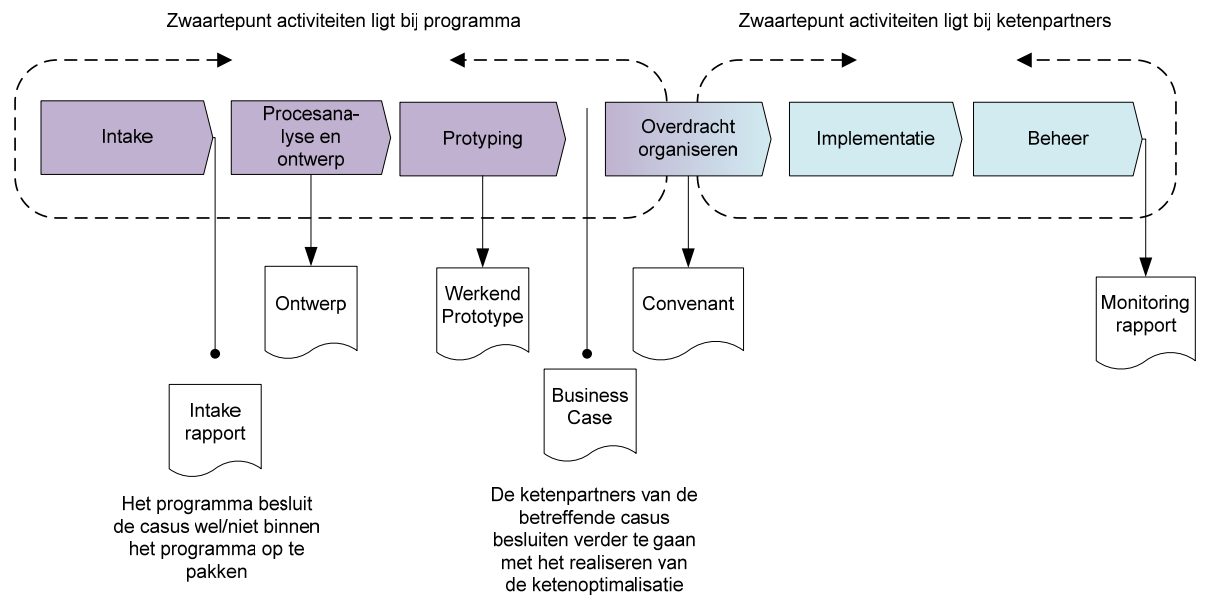 Zwaartepunt activiteiten ligt bij programma
Zwaartepunt activiteiten ligt bij ketenpartners
Intake
Procesana-
lyse en
ontwerp
Protyping
Overdracht
organiseren
Implementatie
Beheer
Ontwerp
Werkend
Prototype
Convenant
Monitoring
rapport
Intake
rapport
Business
Case
Het programma besluit
de casus wel/niet binnen
het programma op te
pakken
De ketenpartners van de
betreffende casus
besluiten verder te gaan
met het realiseren van
de ketenoptimalisatie